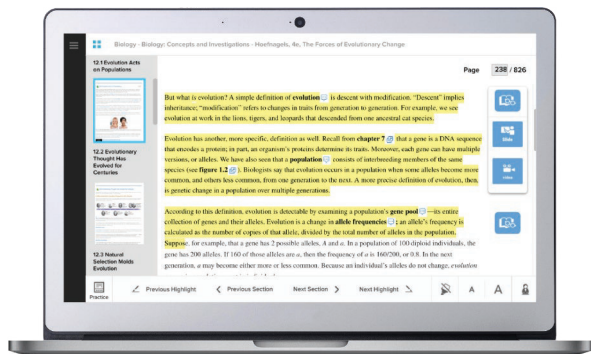 Biology - Biology: Concepts and Investigations - Hoefnagels, 4e, The Forces of Evolutionary Change
12.1 Evolution Acts
on Populations
12.2 Evolutionary
Thought Has
Evolved for
Centuries
12.3 Natural
Selection Molds
Evolution
Page 238 / 826
But what is evolution? A simple definition of evolution is descent with modification. "Descent" implies
inheritance; "modification" refers to changes in traits from generation to generation. For example, we see
evolution at work in the lions, tigers, and leopards that descended from one ancestral cat species.
Evolution has another, more specific, definition as well. Recall from chapter 7 that a gene is a DNA sequence
that encodes a protein; in part, an organism's proteins determine its traits. Moreover, each gene can have multiple
versions, or alleles. We have also seen that a population consists of interbreeding members of the same
species (see figure 1.2). Biologists say that evolution occurs in a population when some alleles become more
common, and others less common, from one generation to the next. A more precise definition of evolution, then,
is genetic change in a population over multiple generations.
According to this definition, evolution is detectable by examining a population's gene pool—its entire
collection of genes and their alleles. Evolution is a change in allele frequencies; an allele's frequency is
calculated as the number of copies of that allele, divided by the total number of alleles in the population.
Suppose, for example, that a gene has 2 possible alleles, A and a. In a population of 100 diploid individuals, the
gene has 200 alleles. If 160 of those alleles are a, then the frequency of a is 160/200, or 0.8. In the next
generation, a may become either more or less common. Because an individual's alleles do not change, evolution
Practice
Previous Highlight
Previous Section
Next Section
Next Highlight
A
A